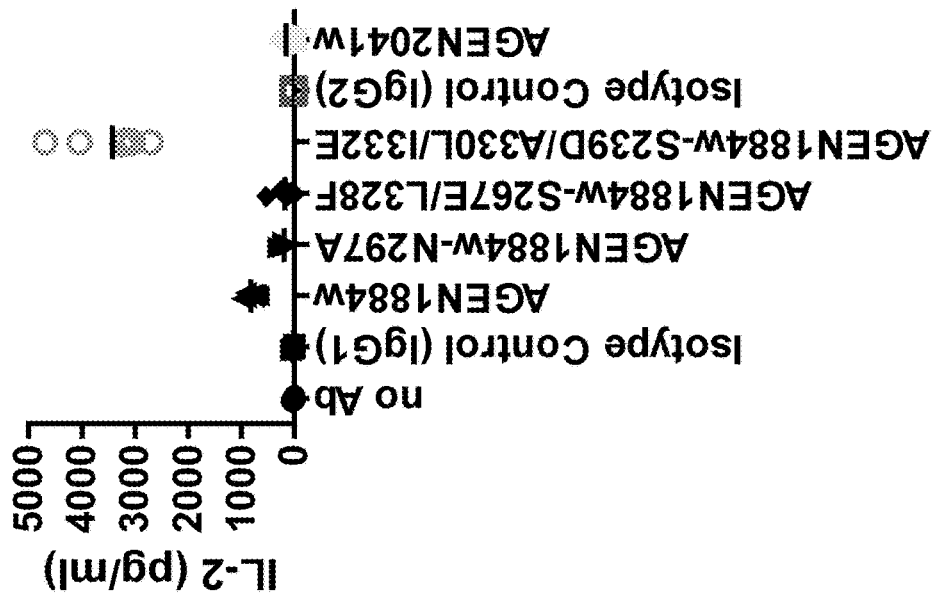 IL-2 (pg/ml)
5000
4000
3000
2000
1000
0
no Ab
Isotype Control (IgG1)
AGEN1884w
AGEN1884w-N297A
AGEN1884w-S267E/L328F
AGEN1884w-S239D/A330L/I332E
Isotype Control (IgG2)
AGEN2041w